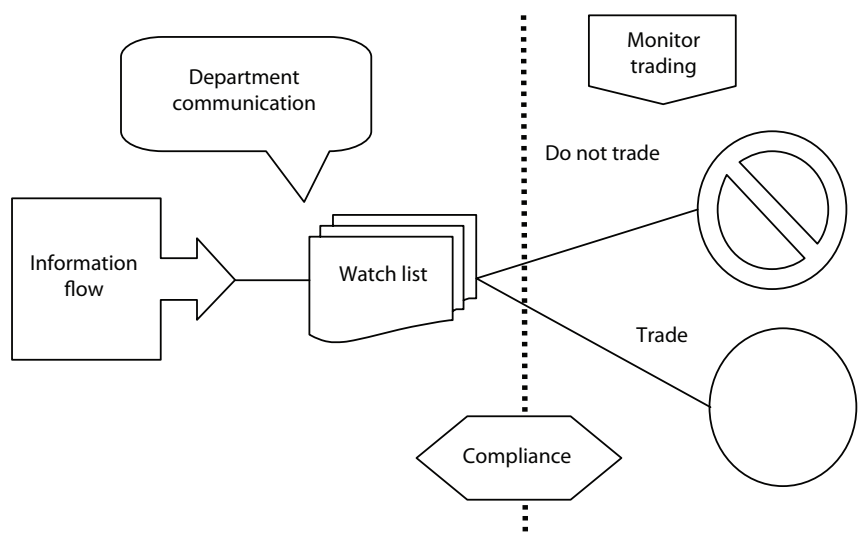 Department
communication
Monitor
trading
Do not trade
Information
flow
Watch list
Trade
Compliance